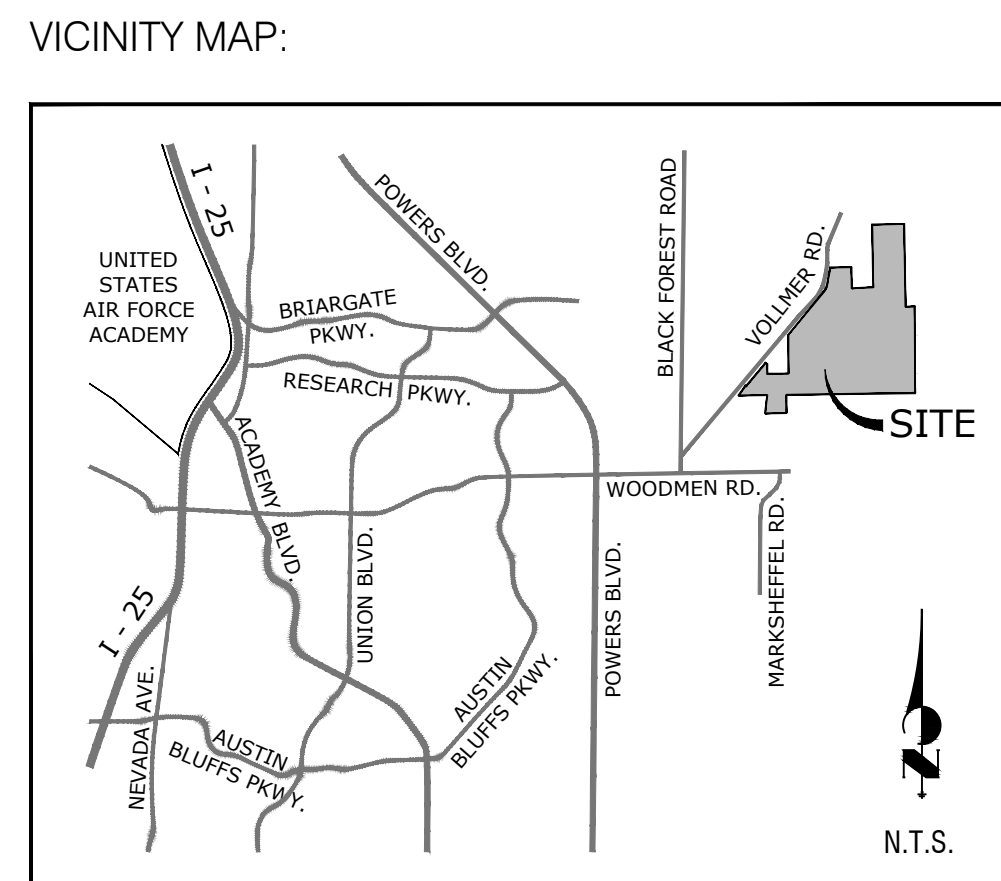 VICINITY MAP:
I - 25
UNITED
STATES
AIR FORCE
ACADEMY
POWERS BLVD.
BLACK FOREST ROAD
VOLLMER RD.
BRIARGATE
PKWY.
RESEARCH PKWY.
SITE
ACADEMY BLVD.
WOODMEN RD.
MARKSHEFFEL RD.
UNION BLVD.
POWERS BLVD.
I - 25
NEVADA AVE.
AUSTIN
BLUFFS PKWY.
AUSTIN
BLUFFS PKWY.
N
N.T.S.